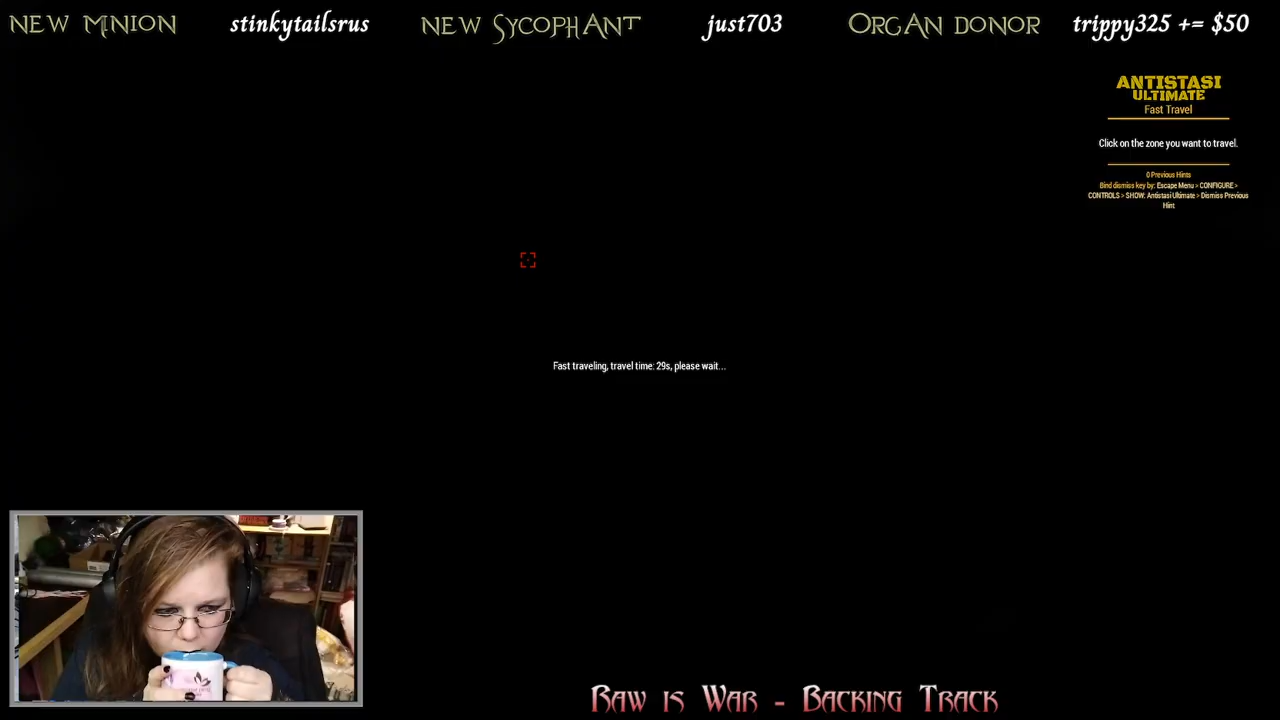 NEW MINION stinkytailsrus NEW SYCOPHANT just703 ORGAN DONOR trippy325 += $50
ANTISTASI
ULTIMATE
Fast Travel
Click on the zone you want to travel.
0 Previous Hints
Bind dismiss key by: Escape Menu > CONFIGURE >
CONTROLS > SHOW: Antistasi Ultimate > Dismiss Previous
Hint
Fast traveling, travel time: 29s, please wait...
RAW IS WAR - BACKING TRACK